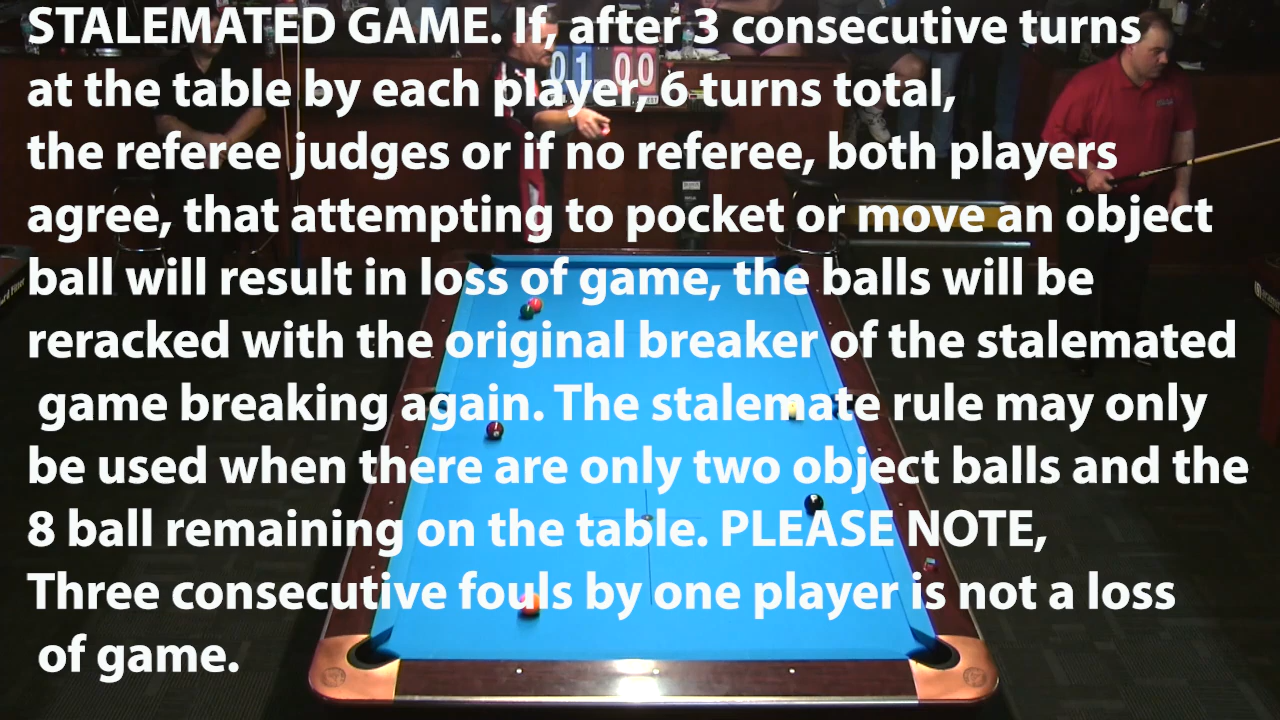 STALEMATED GAME. If, after 3 consecutive turns
at the table by each player, 6 turns total,
the referee judges or if no referee, both players
agree, that attempting to pocket or move an object
ball will result in loss of game, the balls will be
reracked with the original breaker of the stalemated
game breaking again. The stalemate rule may only
be used when there are only two object balls and the
8 ball remaining on the table. PLEASE NOTE,
Three consecutive fouls by one player is not a loss
of game.
01 00